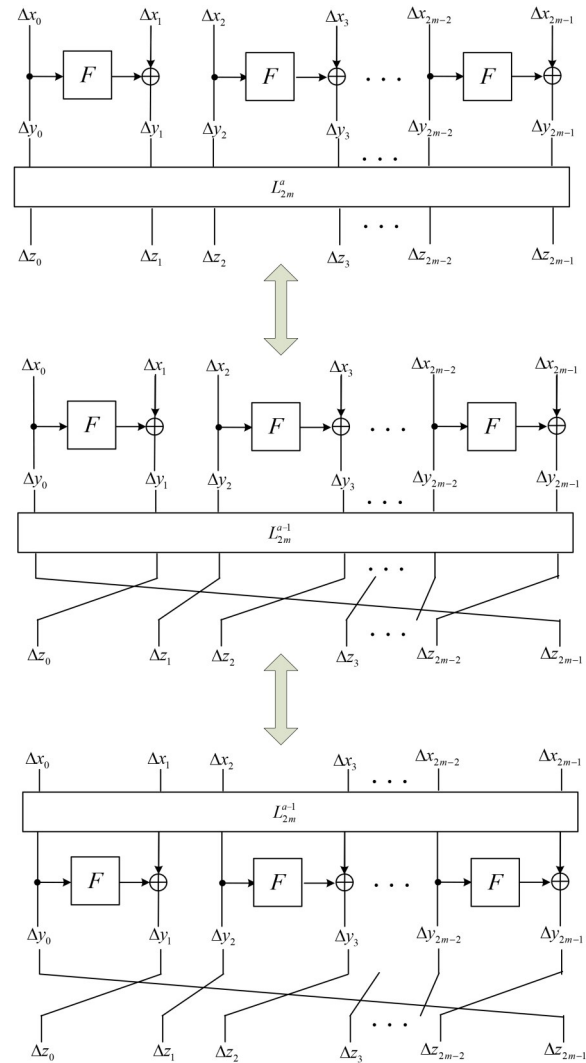 Δx₀ Δx₁ Δx₂ Δx₃ Δx₂ₘ₋₂ Δx₂ₘ₋₁
F F . . . F
Δy₀ Δy₁ Δy₂ Δy₃ Δy₂ₘ₋₂ Δy₂ₘ₋₁
. . .
L₂ₘᵃ
Δz₀ Δz₁ Δz₂ Δz₃ . . . Δz₂ₘ₋₂ Δz₂ₘ₋₁
Δx₀ Δx₁ Δx₂ Δx₃ Δx₂ₘ₋₂ Δx₂ₘ₋₁
F F . . . F
Δy₀ Δy₁ Δy₂ Δy₃ Δy₂ₘ₋₂ Δy₂ₘ₋₁
. . .
L₂ₘᵃ⁻¹
. . .
. . .
Δz₀ Δz₁ Δz₂ Δz₃ Δz₂ₘ₋₂ Δz₂ₘ₋₁
Δx₀ Δx₁ Δx₂ Δx₃ . . . Δx₂ₘ₋₂ Δx₂ₘ₋₁
L₂ₘᵃ⁻¹
F F . . . F
Δy₀ Δy₁ Δy₂ Δy₃ Δy₂ₘ₋₂ Δy₂ₘ₋₁
. . .
. . .
Δz₀ Δz₁ Δz₂ Δz₃ Δz₂ₘ₋₂ Δz₂ₘ₋₁